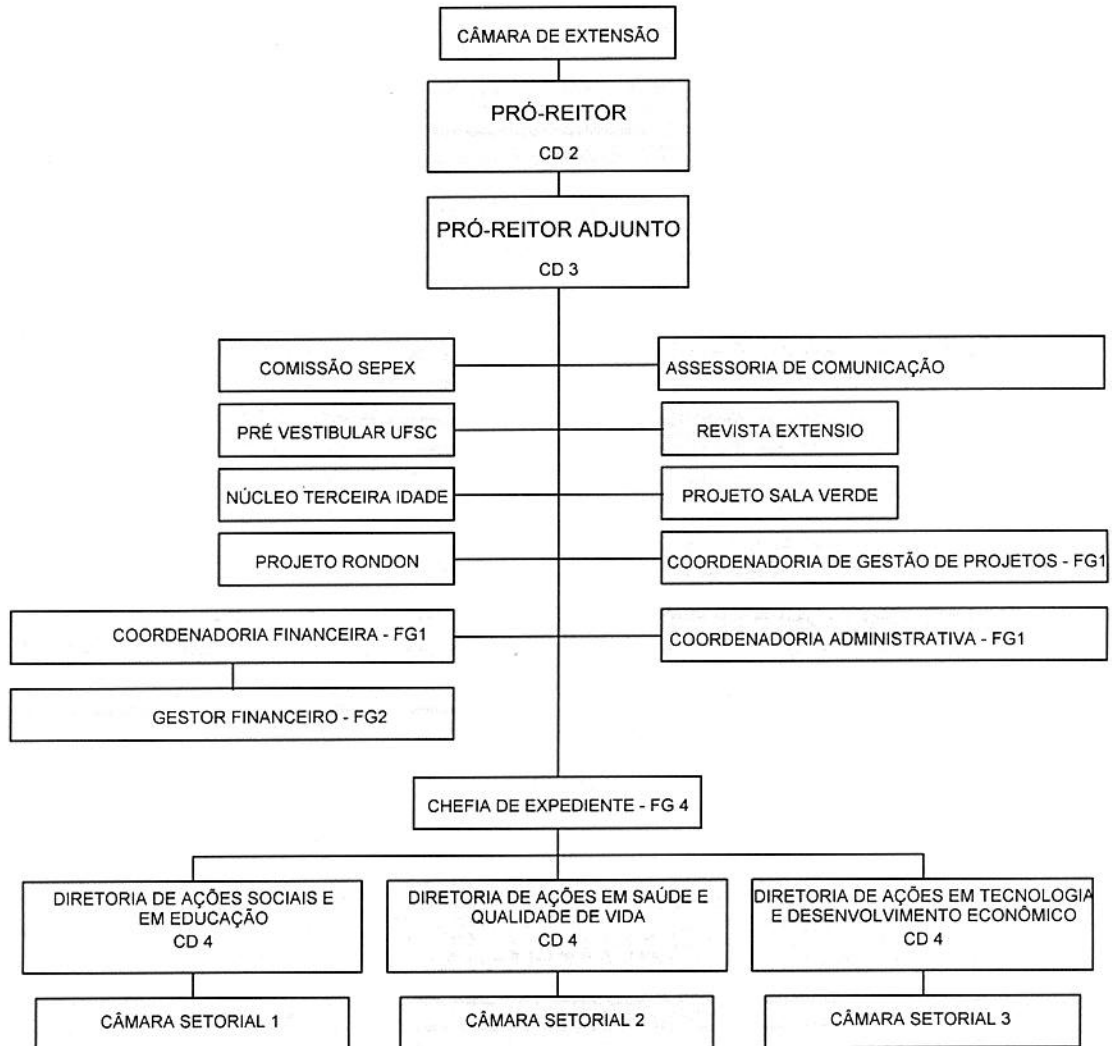 CÂMARA DE EXTENSÃO
PRÓ-REITOR
CD 2
PRÓ-REITOR ADJUNTO
CD 3
COMISSÃO SEPEX
ASSESSORIA DE COMUNICAÇÃO
PRÉ VESTIBULAR UFSC
REVISTA EXTENSIO
NÚCLEO TERCEIRA IDADE
PROJETO SALA VERDE
PROJETO RONDON
COORDENADORIA DE GESTÃO DE PROJETOS - FG1
COORDENADORIA FINANCEIRA - FG1
COORDENADORIA ADMINISTRATIVA - FG1
GESTOR FINANCEIRO - FG2
CHEFIA DE EXPEDIENTE - FG 4
DIRETORIA DE AÇÕES SOCIAIS E
EM EDUCAÇÃO
CD 4
DIRETORIA DE AÇÕES EM SAÚDE E
QUALIDADE DE VIDA
CD 4
DIRETORIA DE AÇÕES EM TECNOLOGIA
E DESENVOLVIMENTO ECONÔMICO
CD 4
CÂMARA SETORIAL 1
CÂMARA SETORIAL 2
CÂMARA SETORIAL 3